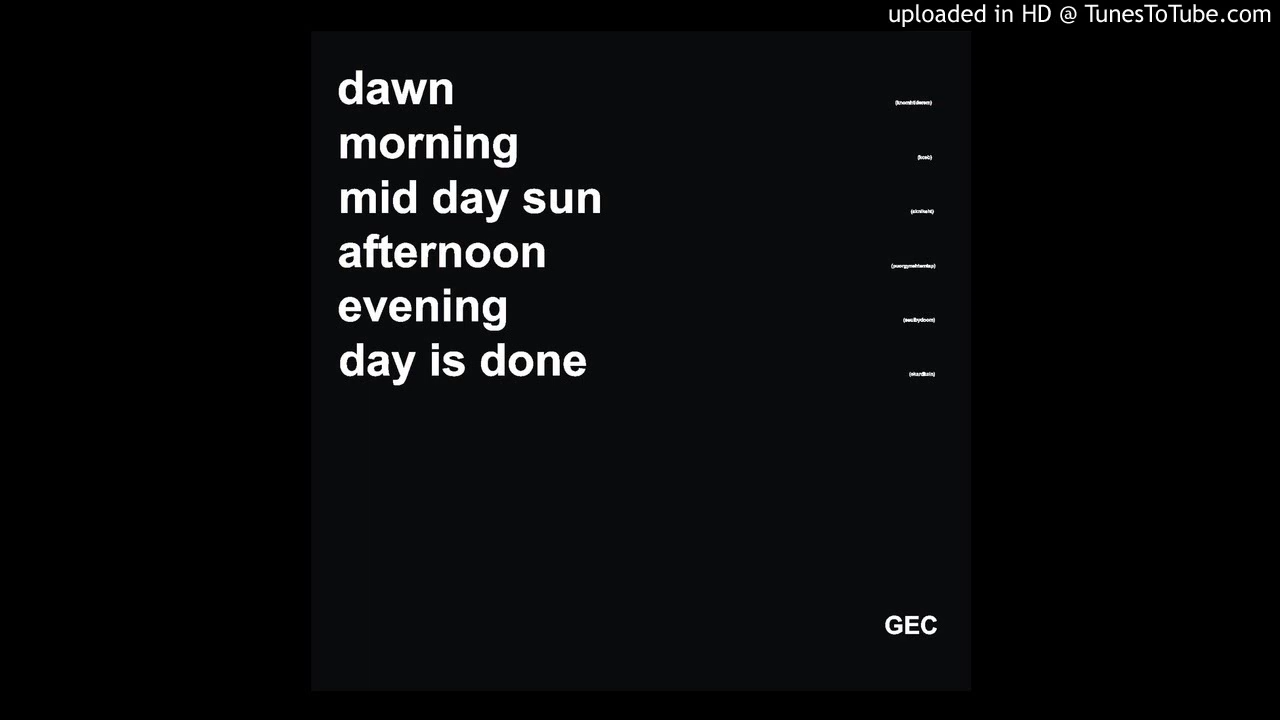 uploaded in HD @ TunesToTube.com
dawn
morning
mid day sun
afternoon
evening
day is done
GEC